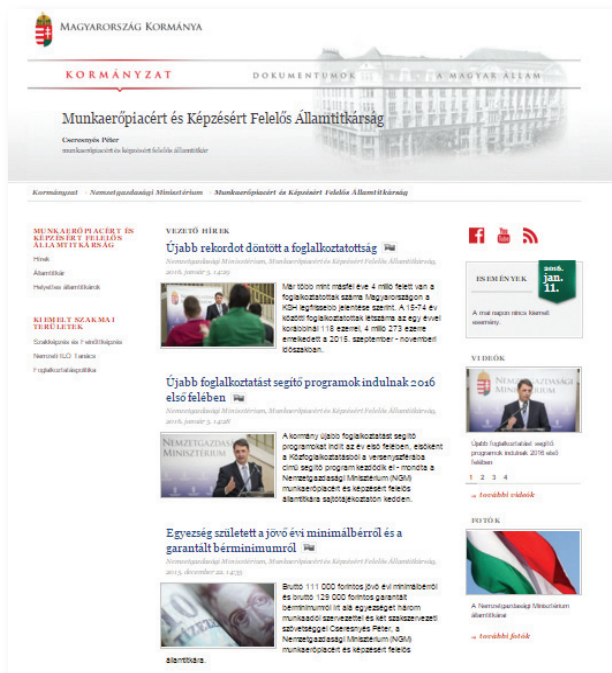 MAGYARORSZÁG KORMÁNYA
KORMÁNYZAT
DOKUMENTUMOK
A MAGYAR ÁLLAM
Munkaerőpiacért és Képzésért Felelős Államtitkárság
Cseresnyés Péter
munkaerőpiacért és képzésért felelős államtitkár
Kormányzat
Nemzetgazdasági Minisztérium
Munkaerőpiacért és Képzésért Felelős Államtitkárság
MUNKAERŐPIACÉRT ÉS
KÉPZÉSÉRT FELELŐS
ÁLLAMTITKÁRSÁG
Hírek
Államtitkár
Helyettes államtitkárok
KIEMELT SZAKMAI
TERÜLETEK
Szakképzés és Felnőttképzés
Nemzeti ILO Tanács
Foglalkoztatáspolitika
VEZETŐ HÍREK
Újabb rekordot döntött a foglalkoztatottság
Nemzetgazdasági Minisztérium, Munkaerőpiacért és Képzésért Felelős Államtitkárság,
2016. január 5. 14:29
Már több mint másfél éve 4 millió felett van a
foglalkoztatottak száma Magyarországon a
KSH legfrissebb jelentése szerint. A 15-74 év
közötti foglalkoztatottak létszáma az egy évvel
korábbinál 118 ezerrel, 4 millió 273 ezerre
emelkedett a 2015. szeptember - novemberi
időszakban.
Újabb foglalkoztatást segítő programok indulnak 2016
első felében
Nemzetgazdasági Minisztérium, Munkaerőpiacért és Képzésért Felelős Államtitkárság,
2016. január 5. 14:28
NEMZETGAZDAS
MINISZTÉRIUM
A kormány újabb foglalkoztatást segítő
programokat indít az év első felében, elsőként
a Közfoglalkoztatásból a versenyszférába
című segítő program kezdődik el - mondta a
Nemzetgazdasági Minisztérium (NGM)
munkaerőpiacért és képzésért felelős
államtitkára sajtótájékoztatón kedden.
Egyezség született a jövő évi minimálbérről és a
garantált bérminimumról
Nemzetgazdasági Minisztérium, Munkaerőpiacért és Képzésért Felelős Államtitkárság,
2015. december 22. 14:55
Bruttó 111 000 forintos jövő évi minimálbérről
és bruttó 129 000 forintos garantált
bérminimumról írt alá egyezséget három
munkaadói szervezettel és két szakszervezeti
szövetséggel Cseresnyés Péter, a
Nemzetgazdasági Minisztérium (NGM)
munkaerőpiacért és képzésért felelős
államtitkára.
You
Tube
ESEMÉNYEK
2016.
jan.
11.
A mai napon nincs kiemelt
esemény.
VIDEÓK
NEMZETGAZDASÁGI
MINISZTÉRIUM
Újabb foglalkoztatást segítő
programok indulnak 2016 első
felében
1 2 3 4
további videók
FOTÓK
A Nemzetgazdasági Minisztérium
államtitkárai
további fotók